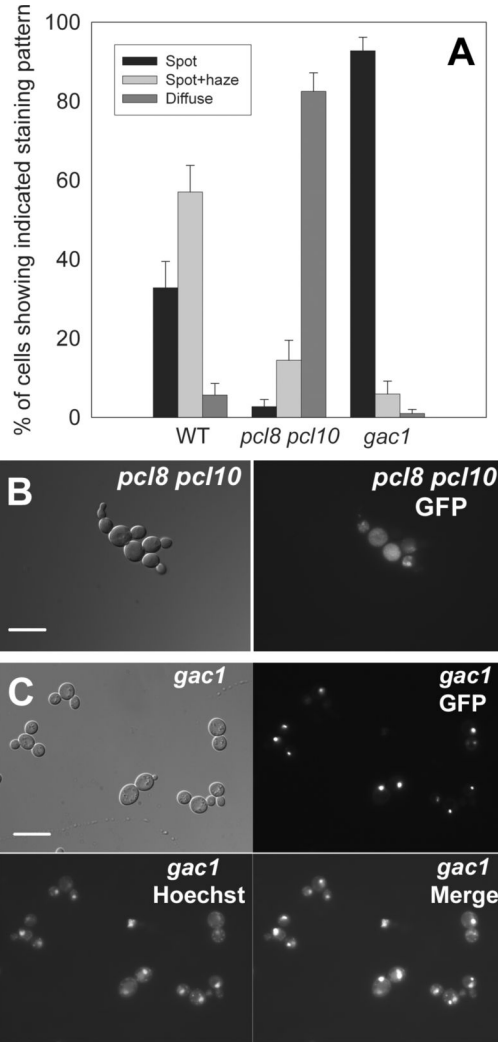 % of cells showing indicated staining pattern
100
80
60
40
20
0
Spot
Spot+haze
Diffuse
A
WT
pcl8 pcl10
gac1
B
pcl8 pcl10
pcl8 pcl10
GFP
C
gac1
gac1
GFP
gac1
Hoechst
gac1
Merge